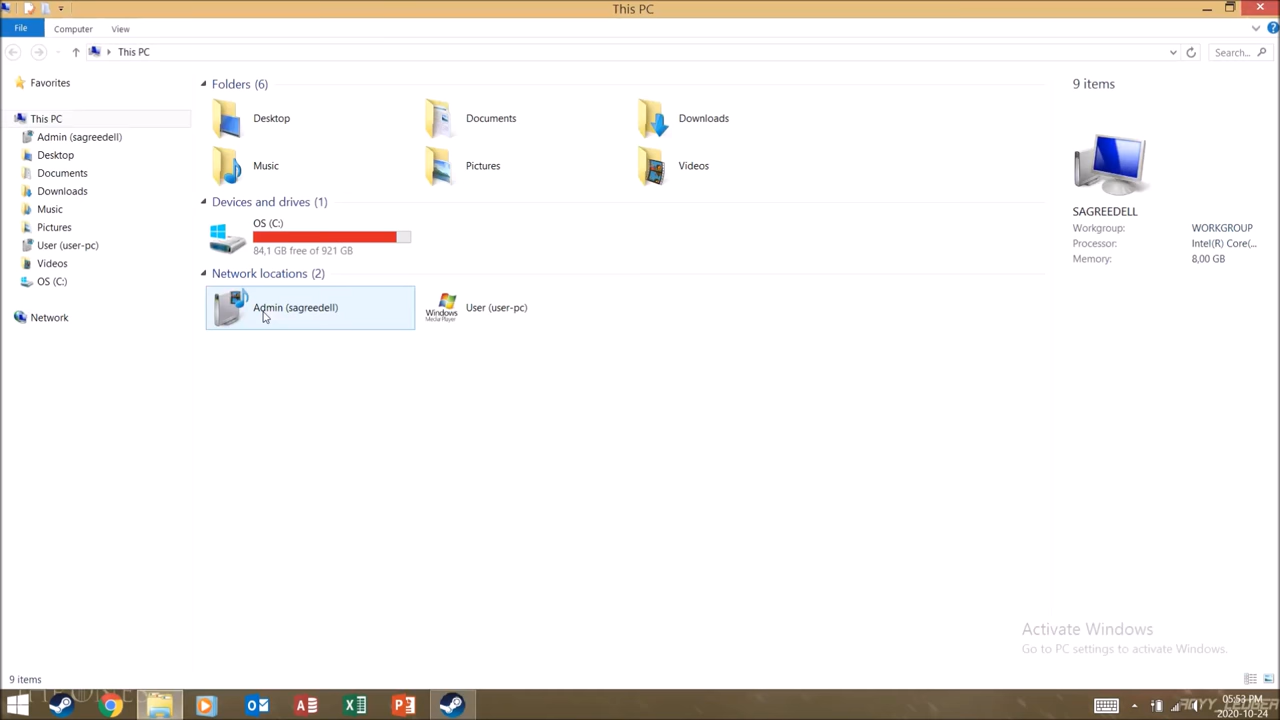 This PC
File Computer View
This PC Search...
Favorites
This PC
Admin (sagreedell)
Desktop
Documents
Downloads
Music
Pictures
User (user-pc)
Videos
OS (C:)
Network
Folders (6)
Desktop Documents Downloads
Music Pictures Videos
Devices and drives (1)
OS (C:)
84,1 GB free of 921 GB
Network locations (2)
Admin (sagreedell) Windows Media Player User (user-pc)
9 items
SAGREEDELL
Workgroup: WORKGROUP
Processor: Intel(R) Core(...
Memory: 8,00 GB
Activate Windows
Go to PC settings to activate Windows.
9 items
05:53 PM
2020-10-24